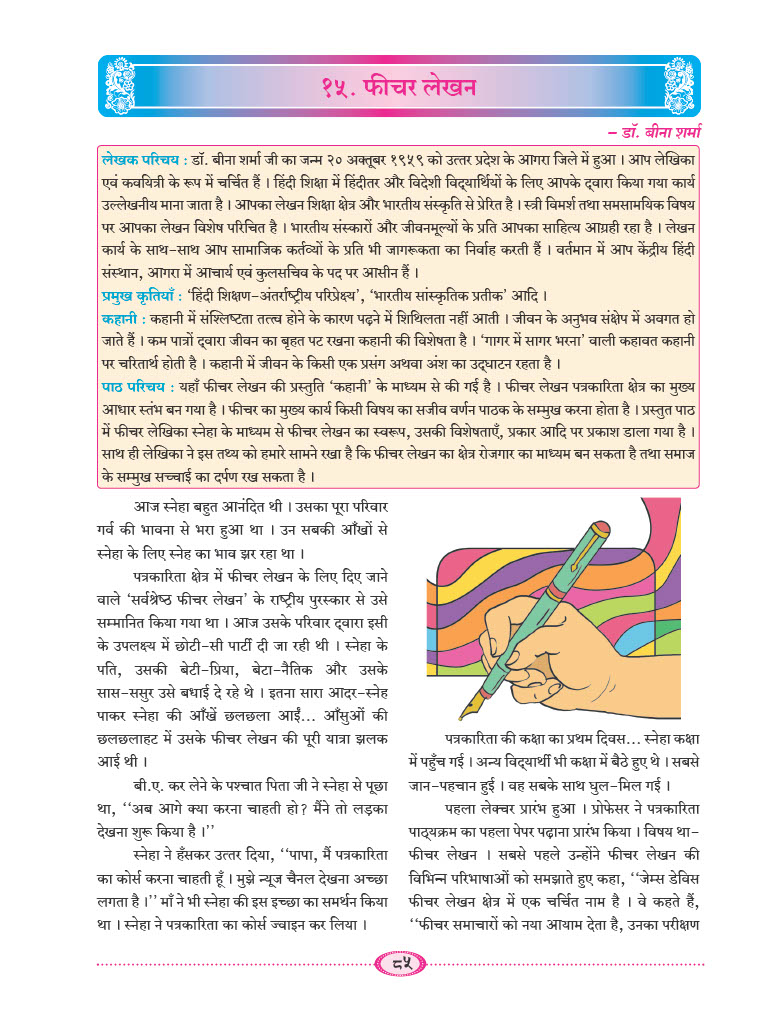 १५. फीचर लेखन
– डॉ. बीना शर्मा
लेखक परिचय : डॉ. बीना शर्मा जी का जन्म २० अक्तूबर १९५९ को उत्तर प्रदेश के आगरा जिले में हुआ । आप लेखिका
एवं कवयित्री के रूप में चर्चित हैं । हिंदी शिक्षा में हिंदीतर और विदेशी विद्यार्थियों के लिए आपके द्वारा किया गया कार्य
उल्लेखनीय माना जाता है । आपका लेखन शिक्षा क्षेत्र और भारतीय संस्कृति से प्रेरित है । स्त्री विमर्श तथा समसामयिक विषय
पर आपका लेखन विशेष परिचित है । भारतीय संस्कारों और जीवनमूल्यों के प्रति आपका साहित्य आग्रही रहा है । लेखन
कार्य के साथ-साथ आप सामाजिक कर्तव्यों के प्रति भी जागरूकता का निर्वाह करती हैं । वर्तमान में आप केंद्रीय हिंदी
संस्थान, आगरा में आचार्य एवं कुलसचिव के पद पर आसीन हैं ।
प्रमुख कृतियाँ : ‘हिंदी शिक्षण-अंतर्राष्ट्रीय परिप्रेक्ष्य’, ‘भारतीय सांस्कृतिक प्रतीक’ आदि ।
कहानी : कहानी में संश्लिष्टता तत्त्व होने के कारण पढ़ने में शिथिलता नहीं आती । जीवन के अनुभव संक्षेप में अवगत हो
जाते हैं । कम पात्रों द्वारा जीवन का बृहत पट रखना कहानी की विशेषता है । ‘गागर में सागर भरना’ वाली कहावत कहानी
पर चरितार्थ होती है । कहानी में जीवन के किसी एक प्रसंग अथवा अंश का उद्घाटन रहता है ।
पाठ परिचय : यहाँ फीचर लेखन की प्रस्तुति ‘कहानी’ के माध्यम से की गई है । फीचर लेखन पत्रकारिता क्षेत्र का मुख्य
आधार स्तंभ बन गया है । फीचर का मुख्य कार्य किसी विषय का सजीव वर्णन पाठक के सम्मुख करना होता है । प्रस्तुत पाठ
में फीचर लेखिका स्नेहा के माध्यम से फीचर लेखन का स्वरूप, उसकी विशेषताएँ, प्रकार आदि पर प्रकाश डाला गया है ।
साथ ही लेखिका ने इस तथ्य को हमारे सामने रखा है कि फीचर लेखन का क्षेत्र रोजगार का माध्यम बन सकता है तथा समाज
के सम्मुख सच्चाई का दर्पण रख सकता है ।
आज स्नेहा बहुत आनंदित थी । उसका पूरा परिवार
गर्व की भावना से भरा हुआ था । उन सबकी आँखों से
स्नेहा के लिए स्नेह का भाव झर रहा था ।
पत्रकारिता क्षेत्र में फीचर लेखन के लिए दिए जाने
वाले ‘सर्वश्रेष्ठ फीचर लेखन’ के राष्ट्रीय पुरस्कार से उसे
सम्मानित किया गया था । आज उसके परिवार द्वारा इसी
के उपलक्ष्य में छोटी-सी पार्टी दी जा रही थी । स्नेहा के
पति, उसकी बेटी-प्रिया, बेटा-नैतिक और उसके
सास-ससुर उसे बधाई दे रहे थे । इतना सारा आदर-स्नेह
पाकर स्नेहा की आँखें छलछला आईं... आँसुओं की
छलछलाहट में उसके फीचर लेखन की पूरी यात्रा झलक
आई थी ।
बी.ए. कर लेने के पश्चात पिता जी ने स्नेहा से पूछा
था, ‘‘अब आगे क्या करना चाहती हो? मैंने तो लड़का
देखना शुरू किया है ।’’
स्नेहा ने हँसकर उत्तर दिया, ‘‘पापा, मैं पत्रकारिता
का कोर्स करना चाहती हूँ । मुझे न्यूज चैनल देखना अच्छा
लगता है ।’’ माँ ने भी स्नेहा की इस इच्छा का समर्थन किया
था । स्नेहा ने पत्रकारिता का कोर्स ज्वाइन कर लिया ।
पत्रकारिता की कक्षा का प्रथम दिवस... स्नेहा कक्षा
में पहुँच गई । अन्य विद्यार्थी भी कक्षा में बैठे हुए थे । सबसे
जान-पहचान हुई । वह सबके साथ घुल-मिल गई ।
पहला लेक्चर प्रारंभ हुआ । प्रोफेसर ने पत्रकारिता
पाठ्यक्रम का पहला पेपर पढ़ाना प्रारंभ किया । विषय था-
फीचर लेखन । सबसे पहले उन्होंने फीचर लेखन की
विभिन्न परिभाषाओं को समझाते हुए कहा, ‘‘जेम्स डेविस
फीचर लेखन क्षेत्र में एक चर्चित नाम है । वे कहते हैं,
‘‘फीचर समाचारों को नया आयाम देता है, उनका परीक्षण
८५